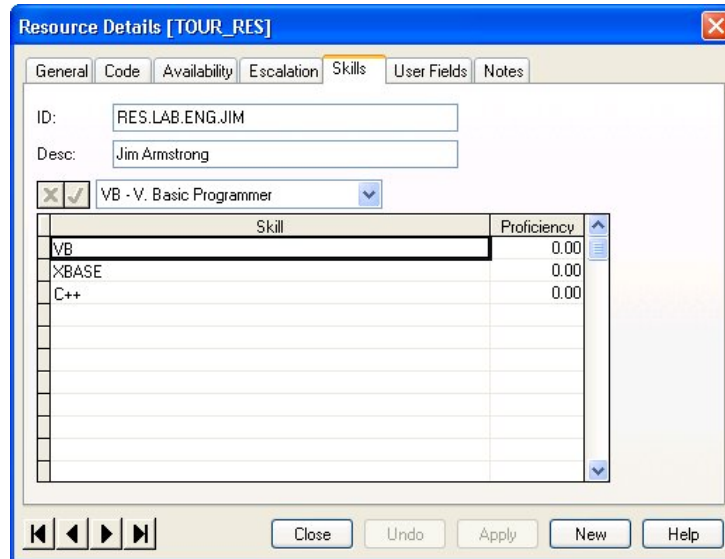 Resource Details [TOUR_RES]
General Code Availability Escalation Skills User Fields Notes
ID: RES.LAB.ENG.JIM
Desc: Jim Armstrong
VB - V. Basic Programmer
Skill Proficiency
VB 0.00
XBASE 0.00
C++ 0.00
Close Undo Apply New Help